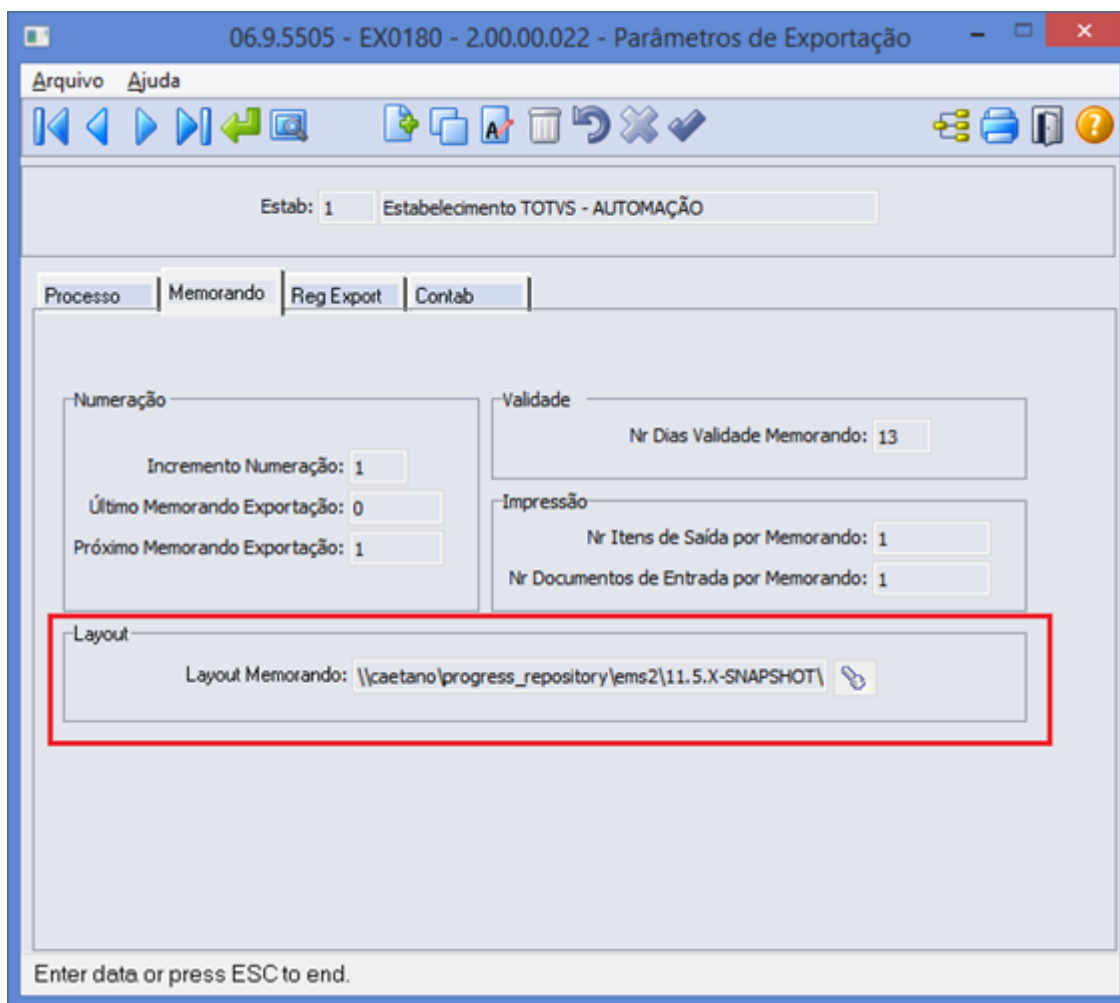 06.9.5505 - EX0180 - 2.00.00.022 - Parâmetros de Exportação
Arquivo Ajuda
Estab: 1 Estabelecimento TOTVS - AUTOMAÇÃO
Processo Memorando Reg Export Contab
Numeração
Incremento Numeração: 1
Último Memorando Exportação: 0
Próximo Memorando Exportação: 1
Validade
Nr Dias Validade Memorando: 13
Impressão
Nr Itens de Saída por Memorando: 1
Nr Documentos de Entrada por Memorando: 1
Layout
Layout Memorando: \\caetano\progress_repository\ems2\11.5.X-SNAPSHOT\
Enter data or press ESC to end.